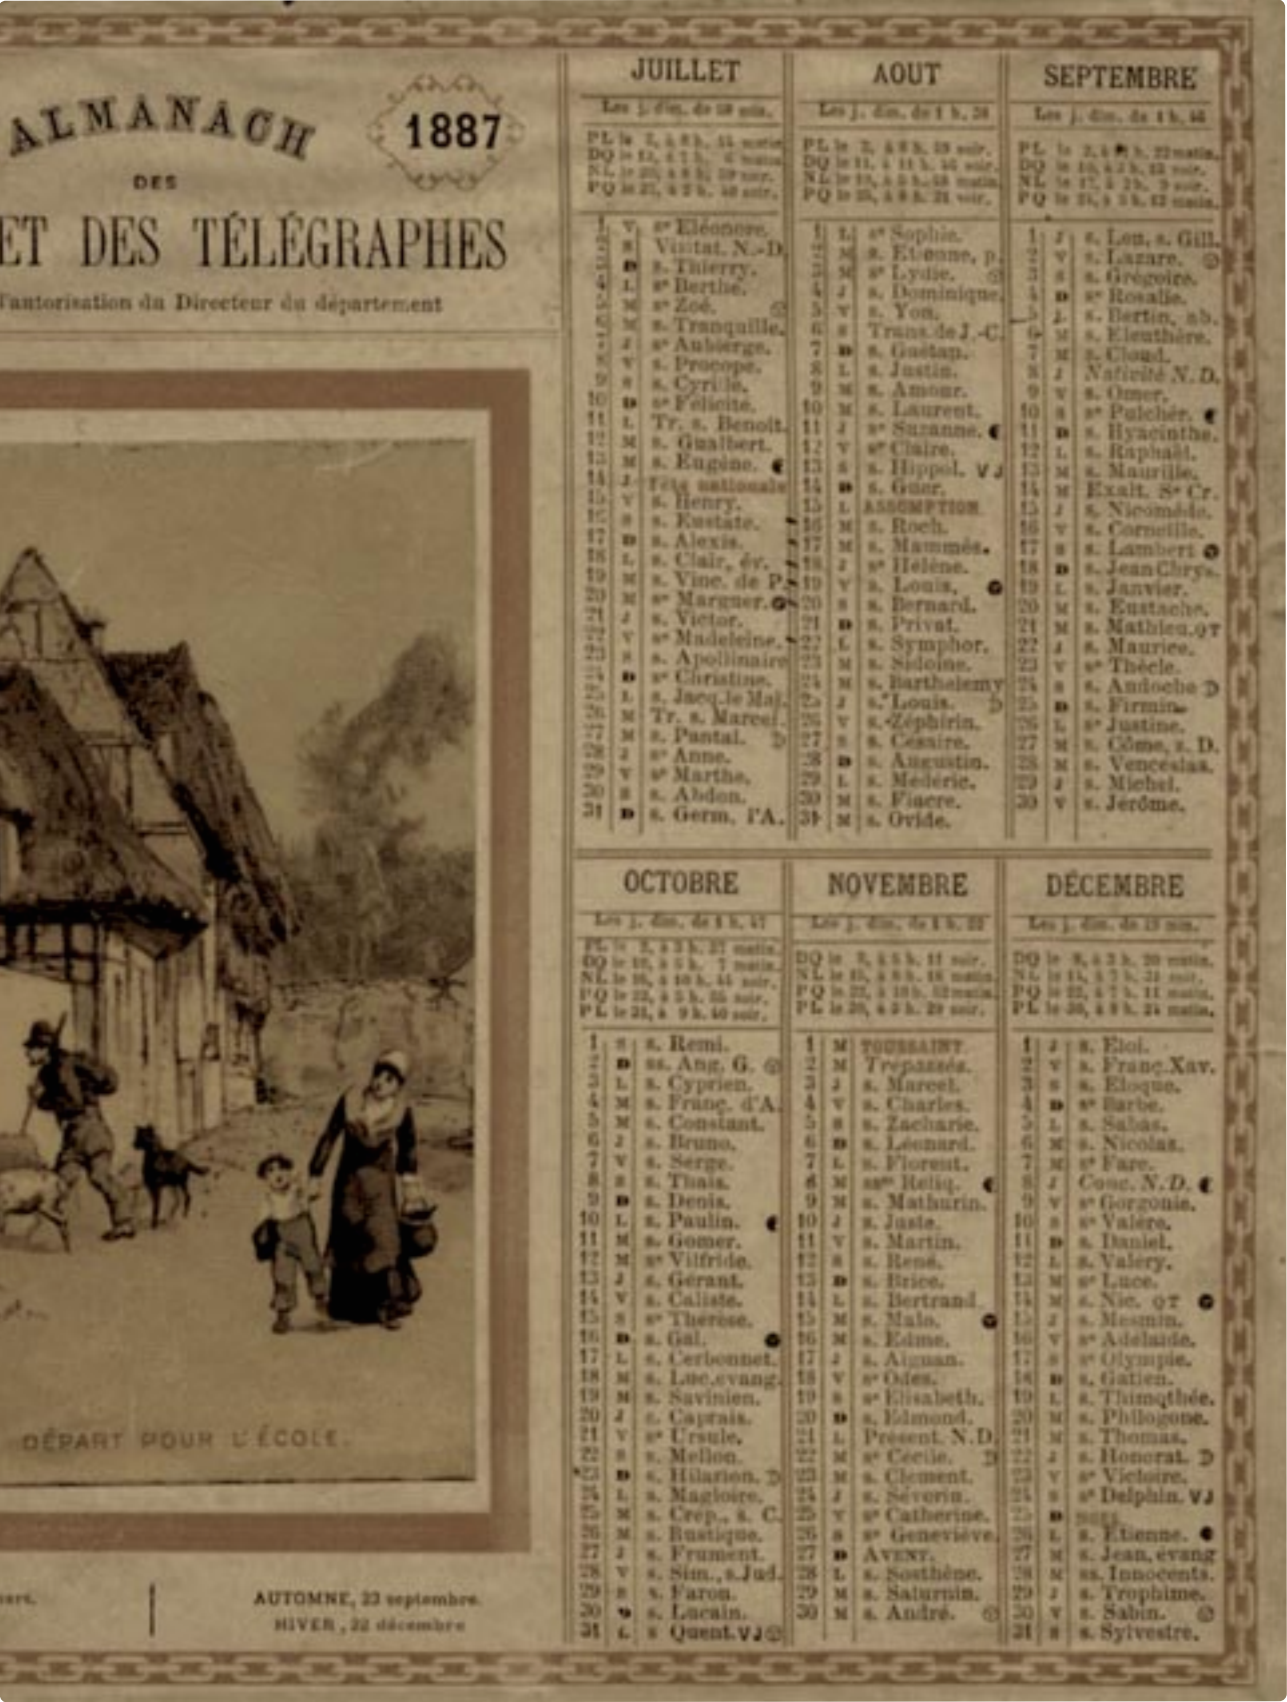 ALMANACH
1887
DES
ET DES TÉLÉGRAPHES
l'autorisation du Directeur du département
DÉPART POUR L'ÉCOLE.
AUTOMNE, 23 septembre.
HIVER, 22 décembre
JUILLET
1 V se Eléonore.
2 S Visitat. N.-D.
3 D s. Thierry.
4 L se Berthe.
5 M se Zoé.
6 M s. Tranquille.
7 J se Aubierge.
8 V s. Procope.
9 S s. Cyrille.
10 D se Félicité.
11 L Tr. s. Benoît.
12 M s. Gualbert.
13 M s. Eugène.
14 J Fête nationale
15 V s. Henry.
16 S s. Eustate.
17 D s. Alexis.
18 L s. Clair, év.
19 M s. Vinc. de P.
20 M se Marguer.
21 J s. Victor.
22 V se Madeleine.
23 S s. Apollinaire
24 D se Christine.
25 L s. Jacq. le Maj.
26 M Tr. s. Marcel.
27 M s. Pantal.
28 J se Anne.
29 V se Marthe.
30 S s. Abdon.
31 D s. Germ. l'A.
AOUT
1 L se Sophie.
2 M s. Etienne, p.
3 M se Lydie.
4 J s. Dominique.
5 V s. Yon.
6 S Trans. de J.-C.
7 D s. Gaëtan.
8 L s. Justin.
9 M s. Amour.
10 M s. Laurent.
11 J se Suzanne.
12 V se Claire.
13 S s. Hippol. VJ
14 D s. Guer.
15 L ASSOMPTION
16 M s. Roch.
17 M s. Mammès.
18 J se Hélène.
19 V s. Louis.
20 S s. Bernard.
21 D s. Privat.
22 L s. Symphor.
23 M s. Sidoine.
24 M s. Barthelemy
25 J s. Louis.
26 V s. Zéphirin.
27 S s. Césaire.
28 D s. Augustin.
29 L s. Médéric.
30 M s. Fiacre.
31 M s. Ovide.
SEPTEMBRE
1 J s. Leu, s. Gill.
2 V s. Lazare.
3 S s. Grégoire.
4 D se Rosalie.
5 L s. Bertin, ab.
6 M s. Eleuthère.
7 M s. Cloud.
8 J Nativité N.D.
9 V s. Omer.
10 S se Pulchér.
11 D s. Hyacinthe.
12 L s. Raphaël.
13 M s. Maurille.
14 M Exalt. Se Cr.
15 J s. Nicomède.
16 V s. Corneille.
17 S s. Lambert
18 D s. Jean Chrys.
19 L s. Janvier.
20 M s. Eustache.
21 M s. Mathieu. QT
22 J s. Maurice.
23 V se Thècle.
24 S s. Andoche
25 D s. Firmin.
26 L se Justine.
27 M s. Côme, s. D.
28 M s. Venceslas.
29 J s. Michel.
30 V s. Jérôme.
OCTOBRE
1 S s. Remi.
2 D ss. Ang. G.
3 L s. Cyprien.
4 M s. Franç. d'A.
5 M s. Constant.
6 J s. Bruno.
7 V s. Serge.
8 S s. Thaïs.
9 D s. Denis.
10 L s. Paulin.
11 M s. Gomer.
12 M se Vilfride.
13 J s. Gérant.
14 V s. Caliste.
15 S se Thérèse.
16 D s. Gal.
17 L s. Cerbonnet.
18 M s. Luc, evang.
19 M s. Savinien.
20 J s. Caprais.
21 V se Ursule.
22 S s. Mellon.
23 D s. Hilarion.
24 L s. Magloire.
25 M s. Crép., s. C.
26 M s. Rustique.
27 J s. Frument.
28 V s. Sim., s. Jud.
29 S s. Faron.
30 D s. Lucain.
31 L s Quent. VJ
NOVEMBRE
1 M TOUSSAINT
2 M Trépassés.
3 J s. Marcel.
4 V s. Charles.
5 S s. Zacharie.
6 D s. Léonard.
7 L s. Florent.
8 M sses Reliq.
9 M s. Mathurin.
10 J s. Juste.
11 V s. Martin.
12 S s. René.
13 D s. Brice.
14 L s. Bertrand
15 M s. Malo.
16 M s. Edme.
17 J s. Aignan.
18 V se Odes.
19 S se Elisabeth.
20 D s. Edmond.
21 L Présent. N.D.
22 M se Cécile.
23 M s. Clément.
24 J s. Séverin.
25 V se Catherine.
26 S se Geneviève.
27 D AVENT.
28 L s. Sosthène.
29 M s. Saturnin.
30 M s. André.
DÉCEMBRE
1 J s. Eloi.
2 V s. Franç. Xav.
3 S s. Eloque.
4 D se Barbe.
5 L s. Sabas.
6 M s. Nicolas.
7 M se Fare.
8 J Conc. N.D.
9 V se Gorgonie.
10 S se Valère.
11 D s. Daniel.
12 L s. Valéry.
13 M se Luce.
14 M s. Nic. QT
15 J s. Mesmin.
16 V se Adelaïde.
17 S se Olympie.
18 D s. Gatien.
19 L s. Thimothée.
20 M s. Philogone.
21 M s. Thomas.
22 J s. Honorat.
23 V se Victoire.
24 S se Delphin. VJ
25 D NOEL
26 L s. Etienne.
27 M s. Jean, évang
28 M ss. Innocents.
29 J s. Trophime.
30 V s. Sabin.
31 S s. Sylvestre.